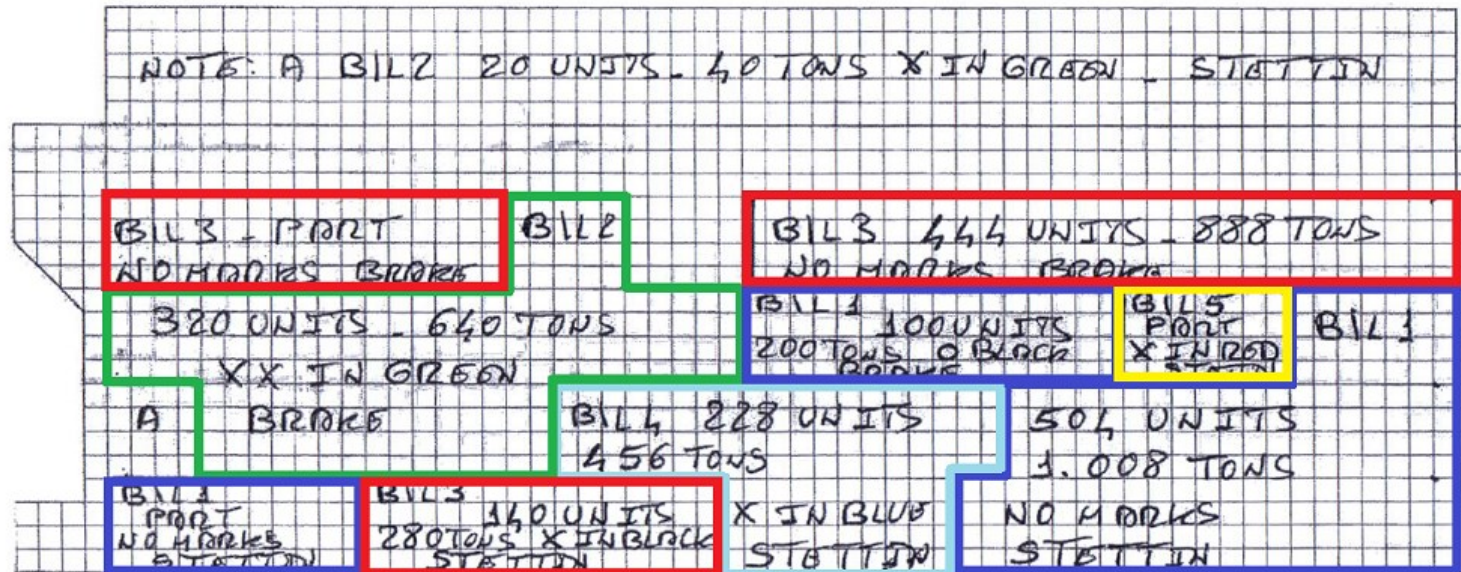 NOTE: A BIL2 20 UNITS - 40 TONS X IN GREEN - STETTIN
BIL3 - PART
NO MARKS BRAKE
BIL2
320 UNITS - 640 TONS
XX IN GREEN
BRAKE
BIL3 444 UNITS - 888 TONS
NO MARKS BRAKE
BIL1
100 UNITS
200 TONS O BLACK
BRAKE
BIL5
PART
X IN RED
STETTIN
BIL1
504 UNITS
1.008 TONS
NO MARKS
STETTIN
A
BIL4 228 UNITS
456 TONS
X IN BLUE
STETTIN
BIL1
PART
NO MARKS
STETTIN
BIL3
140 UNITS
280 TONS X IN BLACK
STETTIN